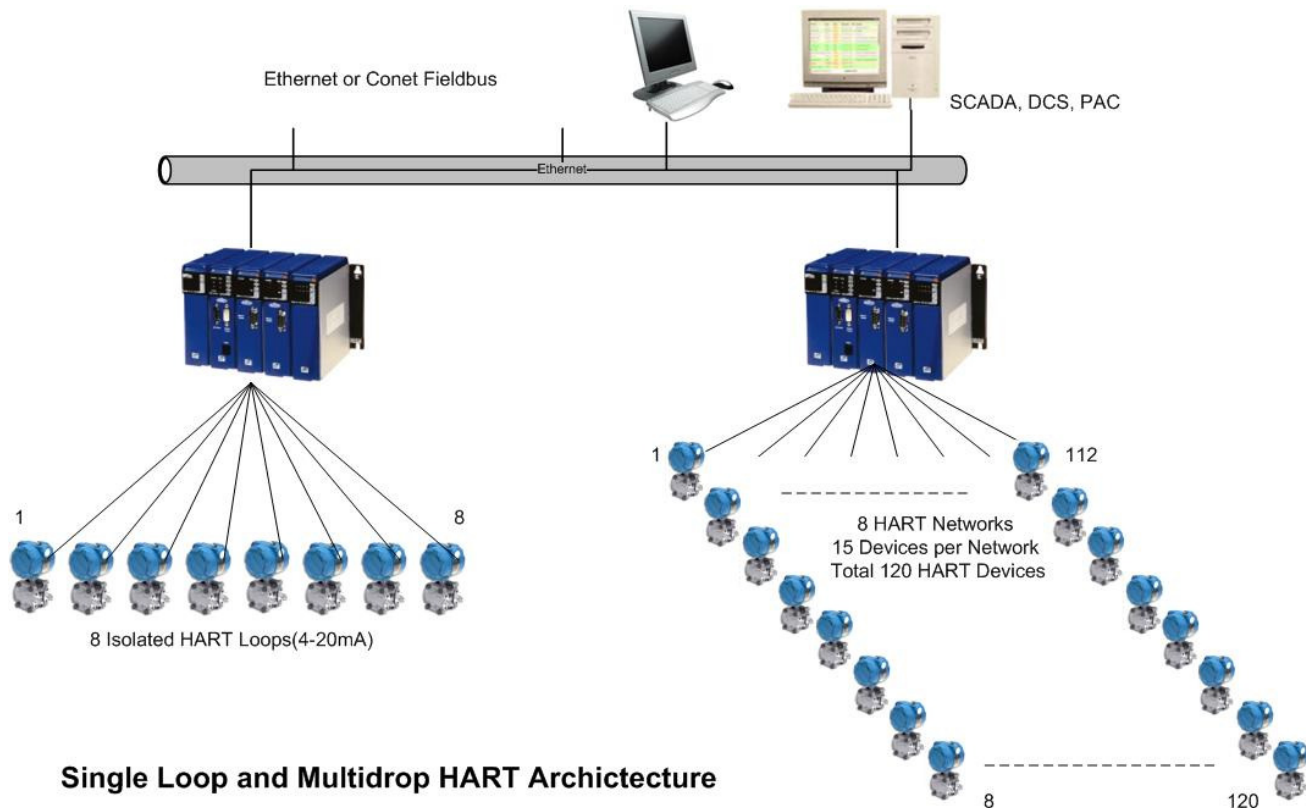 Ethernet or Conet Fieldbus
SCADA, DCS, PAC
Ethernet
1
8
8 Isolated HART Loops(4-20mA)
1
112
8 HART Networks
15 Devices per Network
Total 120 HART Devices
8
120
Single Loop and Multidrop HART Archictecture